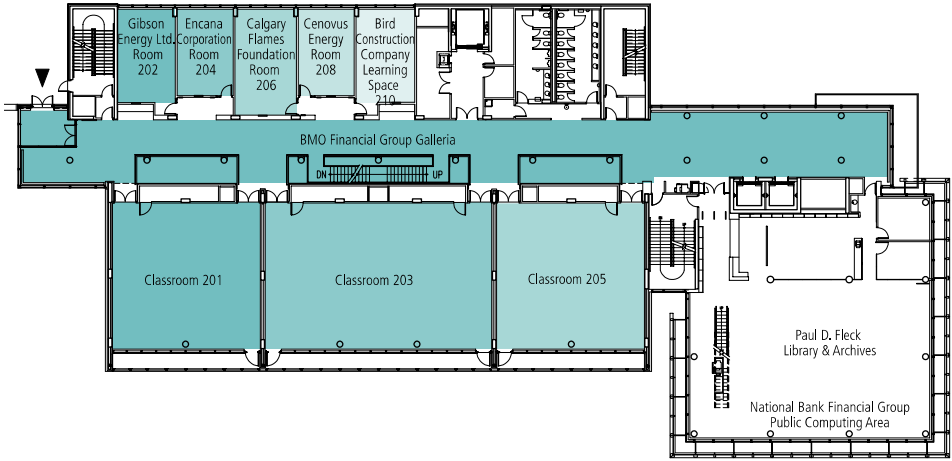 Gibson
Energy Ltd.
Room
202
Encana
Corporation
Room
204
Calgary
Flames
Foundation
Room
206
Cenovus
Energy
Room
208
Bird
Construction
Company
Learning
Space
210
BMO Financial Group Galleria
DN
UP
Classroom 201
Classroom 203
Classroom 205
Paul D. Fleck
Library & Archives
National Bank Financial Group
Public Computing Area